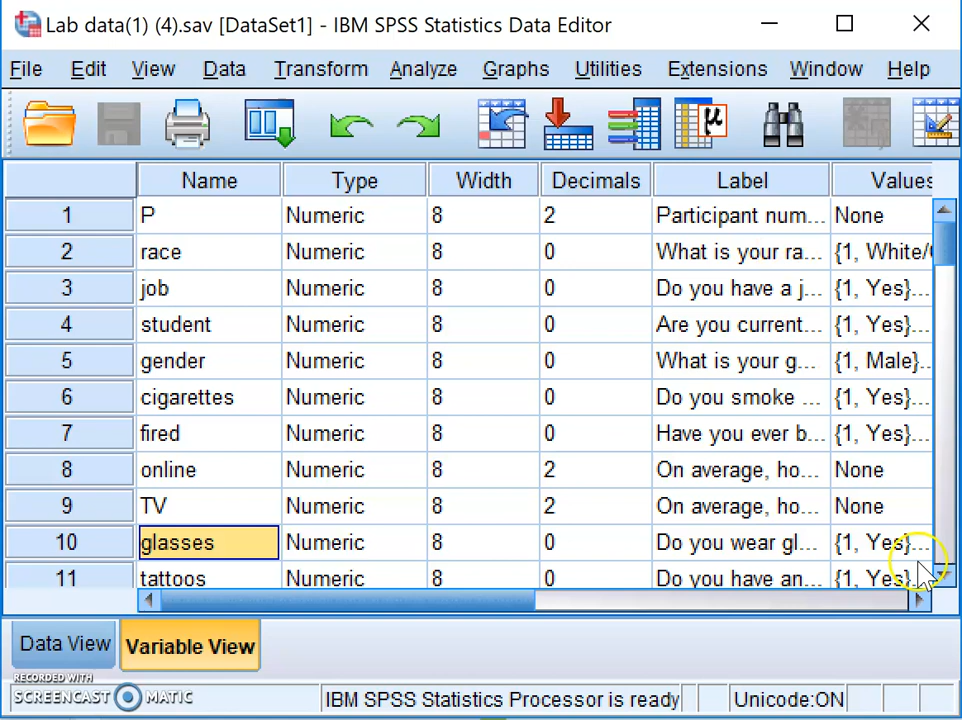 Lab data(1) (4).sav [DataSet1] - IBM SPSS Statistics Data Editor
File Edit View Data Transform Analyze Graphs Utilities Extensions Window Help
Name Type Width Decimals Label Values
1 P Numeric 8 2 Participant num... None
2 race Numeric 8 0 What is your ra... {1, White/
3 job Numeric 8 0 Do you have a j... {1, Yes}...
4 student Numeric 8 0 Are you current... {1, Yes}...
5 gender Numeric 8 0 What is your g... {1, Male}...
6 cigarettes Numeric 8 0 Do you smoke ... {1, Yes}...
7 fired Numeric 8 0 Have you ever b... {1, Yes}...
8 online Numeric 8 2 On average, ho... None
9 TV Numeric 8 2 On average, ho... None
10 glasses Numeric 8 0 Do you wear gl... {1, Yes}...
11 tattoos Numeric 8 0 Do you have an... {1, Yes}...
Data View Variable View
RECORDED WITH
SCREENCAST MATIC
IBM SPSS Statistics Processor is ready Unicode:ON